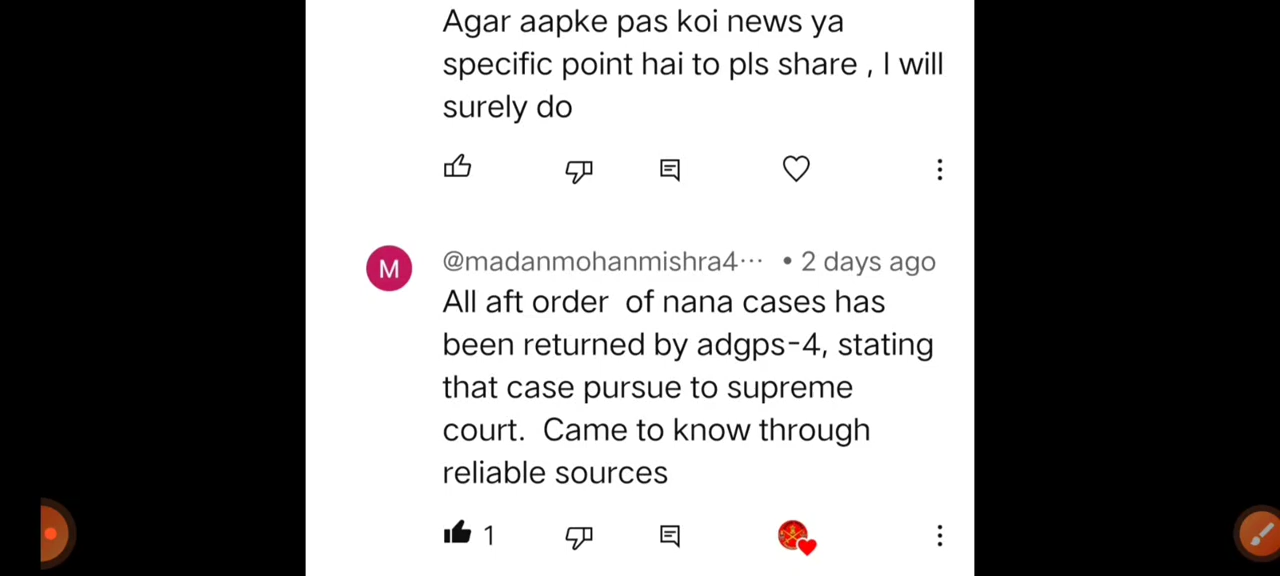 Agar aapke pas koi news ya
specific point hai to pls share , I will
surely do
M
@madanmohanmishra4··· • 2 days ago
All aft order of nana cases has
been returned by adgps-4, stating
that case pursue to supreme
court. Came to know through
reliable sources
1